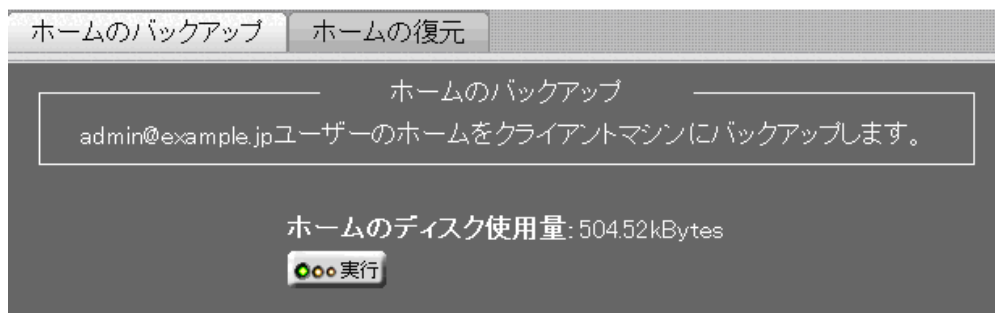 ホームのバックアップ ホームの復元
ホームのバックアップ
admin@example.jpユーザーのホームをクライアントマシンにバックアップします。
ホームのディスク使用量: 504.52kBytes
実行